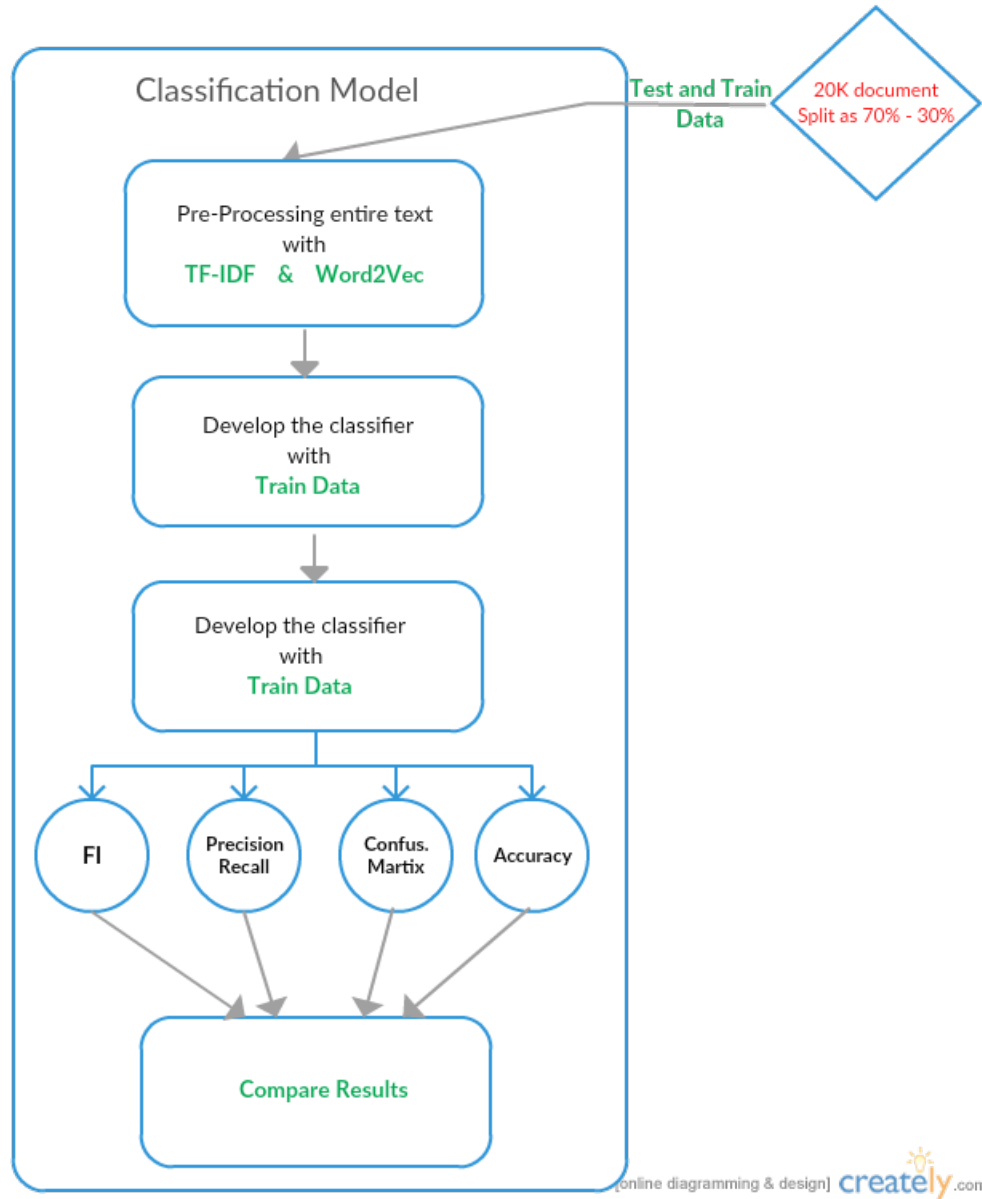 Classification Model
Test and Train
Data
20K document
Split as 70% - 30%
Pre-Processing entire text
with
TF-IDF & Word2Vec
Develop the classifier
with
Train Data
Develop the classifier
with
Train Data
FI
Precision
Recall
Confus.
Martix
Accuracy
Compare Results
[online diagramming & design] creately.com